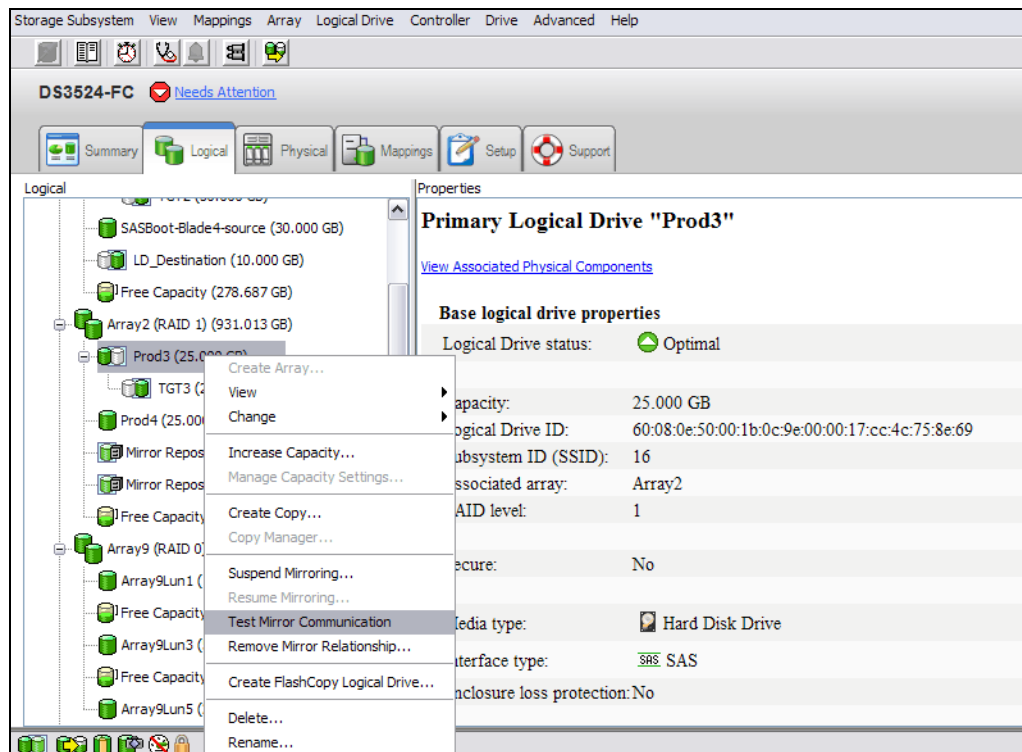 Storage Subsystem View Mappings Array Logical Drive Controller Drive Advanced Help
DS3524-FC Needs Attention
Summary Logical Physical Mappings Setup Support
Logical
SASBoot-Blade4-source (30.000 GB)
LD_Destination (10.000 GB)
Free Capacity (278.687 GB)
Array2 (RAID 1) (931.013 GB)
Prod3 (25.000 GB)
TGT3 (2
Prod4 (25.00
Mirror Repos
Mirror Repos
Free Capacity
Array9 (RAID 0)
Array9Lun1 (
Free Capacity
Array9Lun3 (
Free Capacity
Array9Lun5 (
Create Array...
View
Change
Increase Capacity...
Manage Capacity Settings...
Create Copy...
Copy Manager...
Suspend Mirroring...
Resume Mirroring...
Test Mirror Communication
Remove Mirror Relationship...
Create FlashCopy Logical Drive...
Delete...
Rename...
Properties
Primary Logical Drive "Prod3"
View Associated Physical Components
Base logical drive properties
Logical Drive status: Optimal
apacity: 25.000 GB
ogical Drive ID: 60:08:0e:50:00:1b:0c:9e:00:00:17:cc:4c:75:8e:69
ubsystem ID (SSID): 16
ssociated array: Array2
AID level: 1
ecure: No
Media type: Hard Disk Drive
nterface type: SAS SAS
nclosure loss protection: No